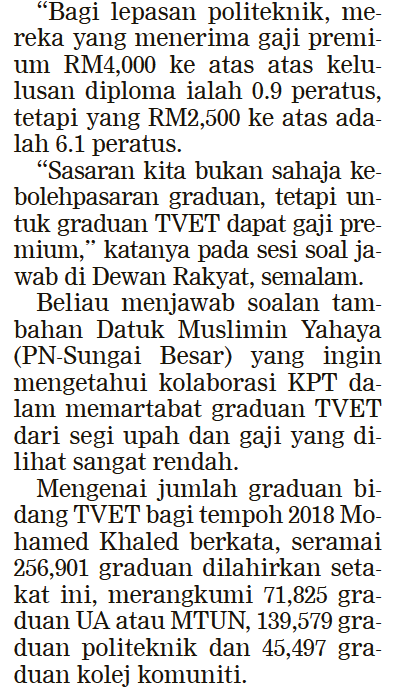 “Bagi lepasan politeknik, me-
reka yang menerima gaji premi-
um RM4,000 ke atas atas kelu-
lusan diploma ialah 0.9 peratus,
tetapi yang RM2,500 ke atas ada-
lah 6.1 peratus.
“Sasaran kita bukan sahaja ke-
bolehpasaran graduan, tetapi un-
tuk graduan TVET dapat gaji pre-
mium,” katanya pada sesi soal ja-
wab di Dewan Rakyat, semalam.
Beliau menjawab soalan tam-
bahan Datuk Muslimin Yahaya
(PN-Sungai Besar) yang ingin
mengetahui kolaborasi KPT da-
lam memartabat graduan TVET
dari segi upah dan gaji yang di-
lihat sangat rendah.
Mengenai jumlah graduan bi-
dang TVET bagi tempoh 2018 Mo-
hamed Khaled berkata, seramai
256,901 graduan dilahirkan seta-
kat ini, merangkumi 71,825 gra-
duan UA atau MTUN, 139,579 gra-
duan politeknik dan 45,497 gra-
duan kolej komuniti.